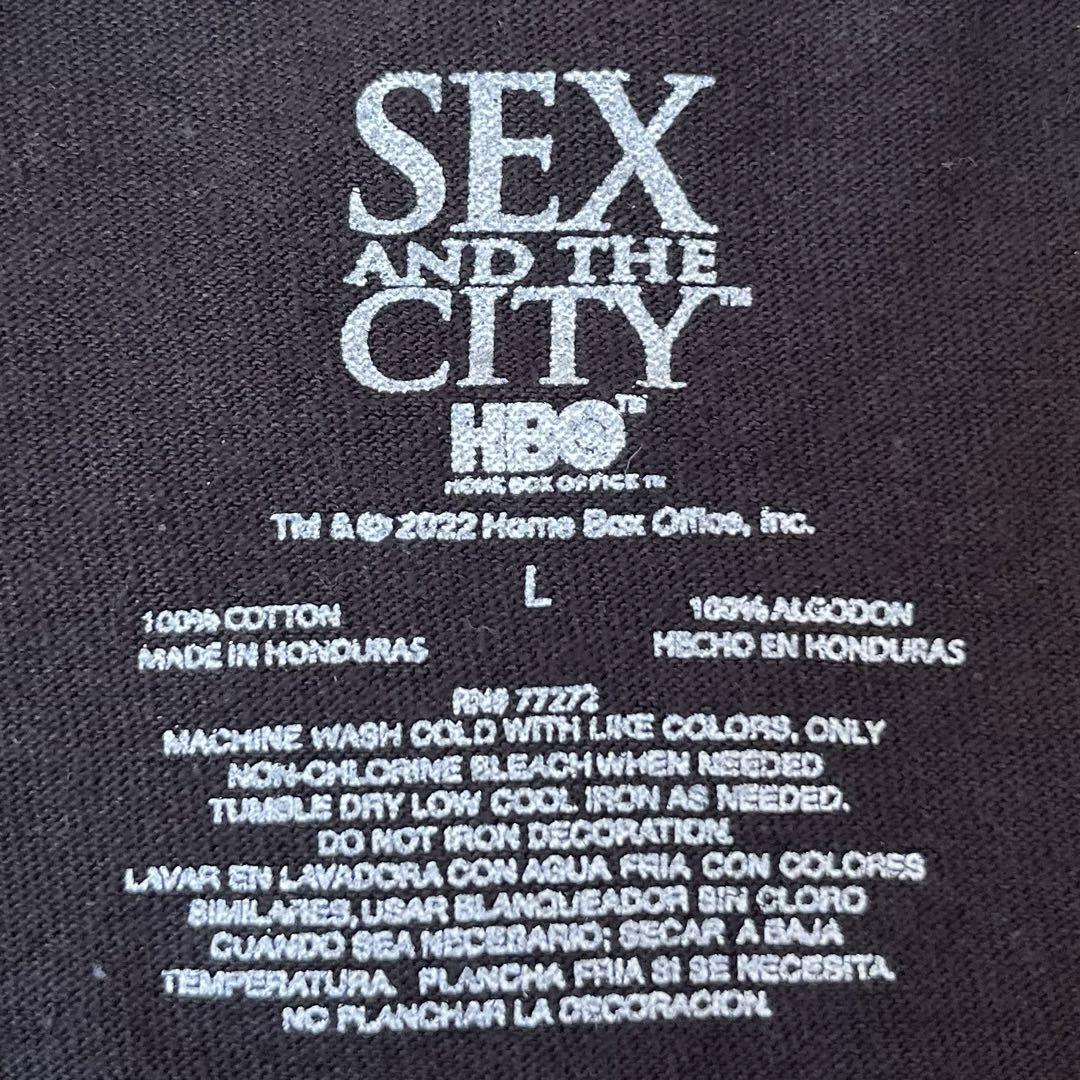 SEX
AND THE
CITY™
HBO™
HOME BOX OFFICE™
TM & © 2022 Home Box Office, Inc.
L
100% COTTON
MADE IN HONDURAS
100% ALGODON
HECHO EN HONDURAS
RN# 77272
MACHINE WASH COLD WITH LIKE COLORS, ONLY
NON-CHLORINE BLEACH WHEN NEEDED
TUMBLE DRY LOW COOL IRON AS NEEDED.
DO NOT IRON DECORATION.
LAVAR EN LAVADORA CON AGUA FRIA CON COLORES
SIMILARES, USAR BLANQUEADOR SIN CLORO
CUANDO SEA NECESARIO; SECAR A BAJA
TEMPERATURA. PLANCHA FRIA SI SE NECESITA.
NO PLANCHAR LA DECORACION.